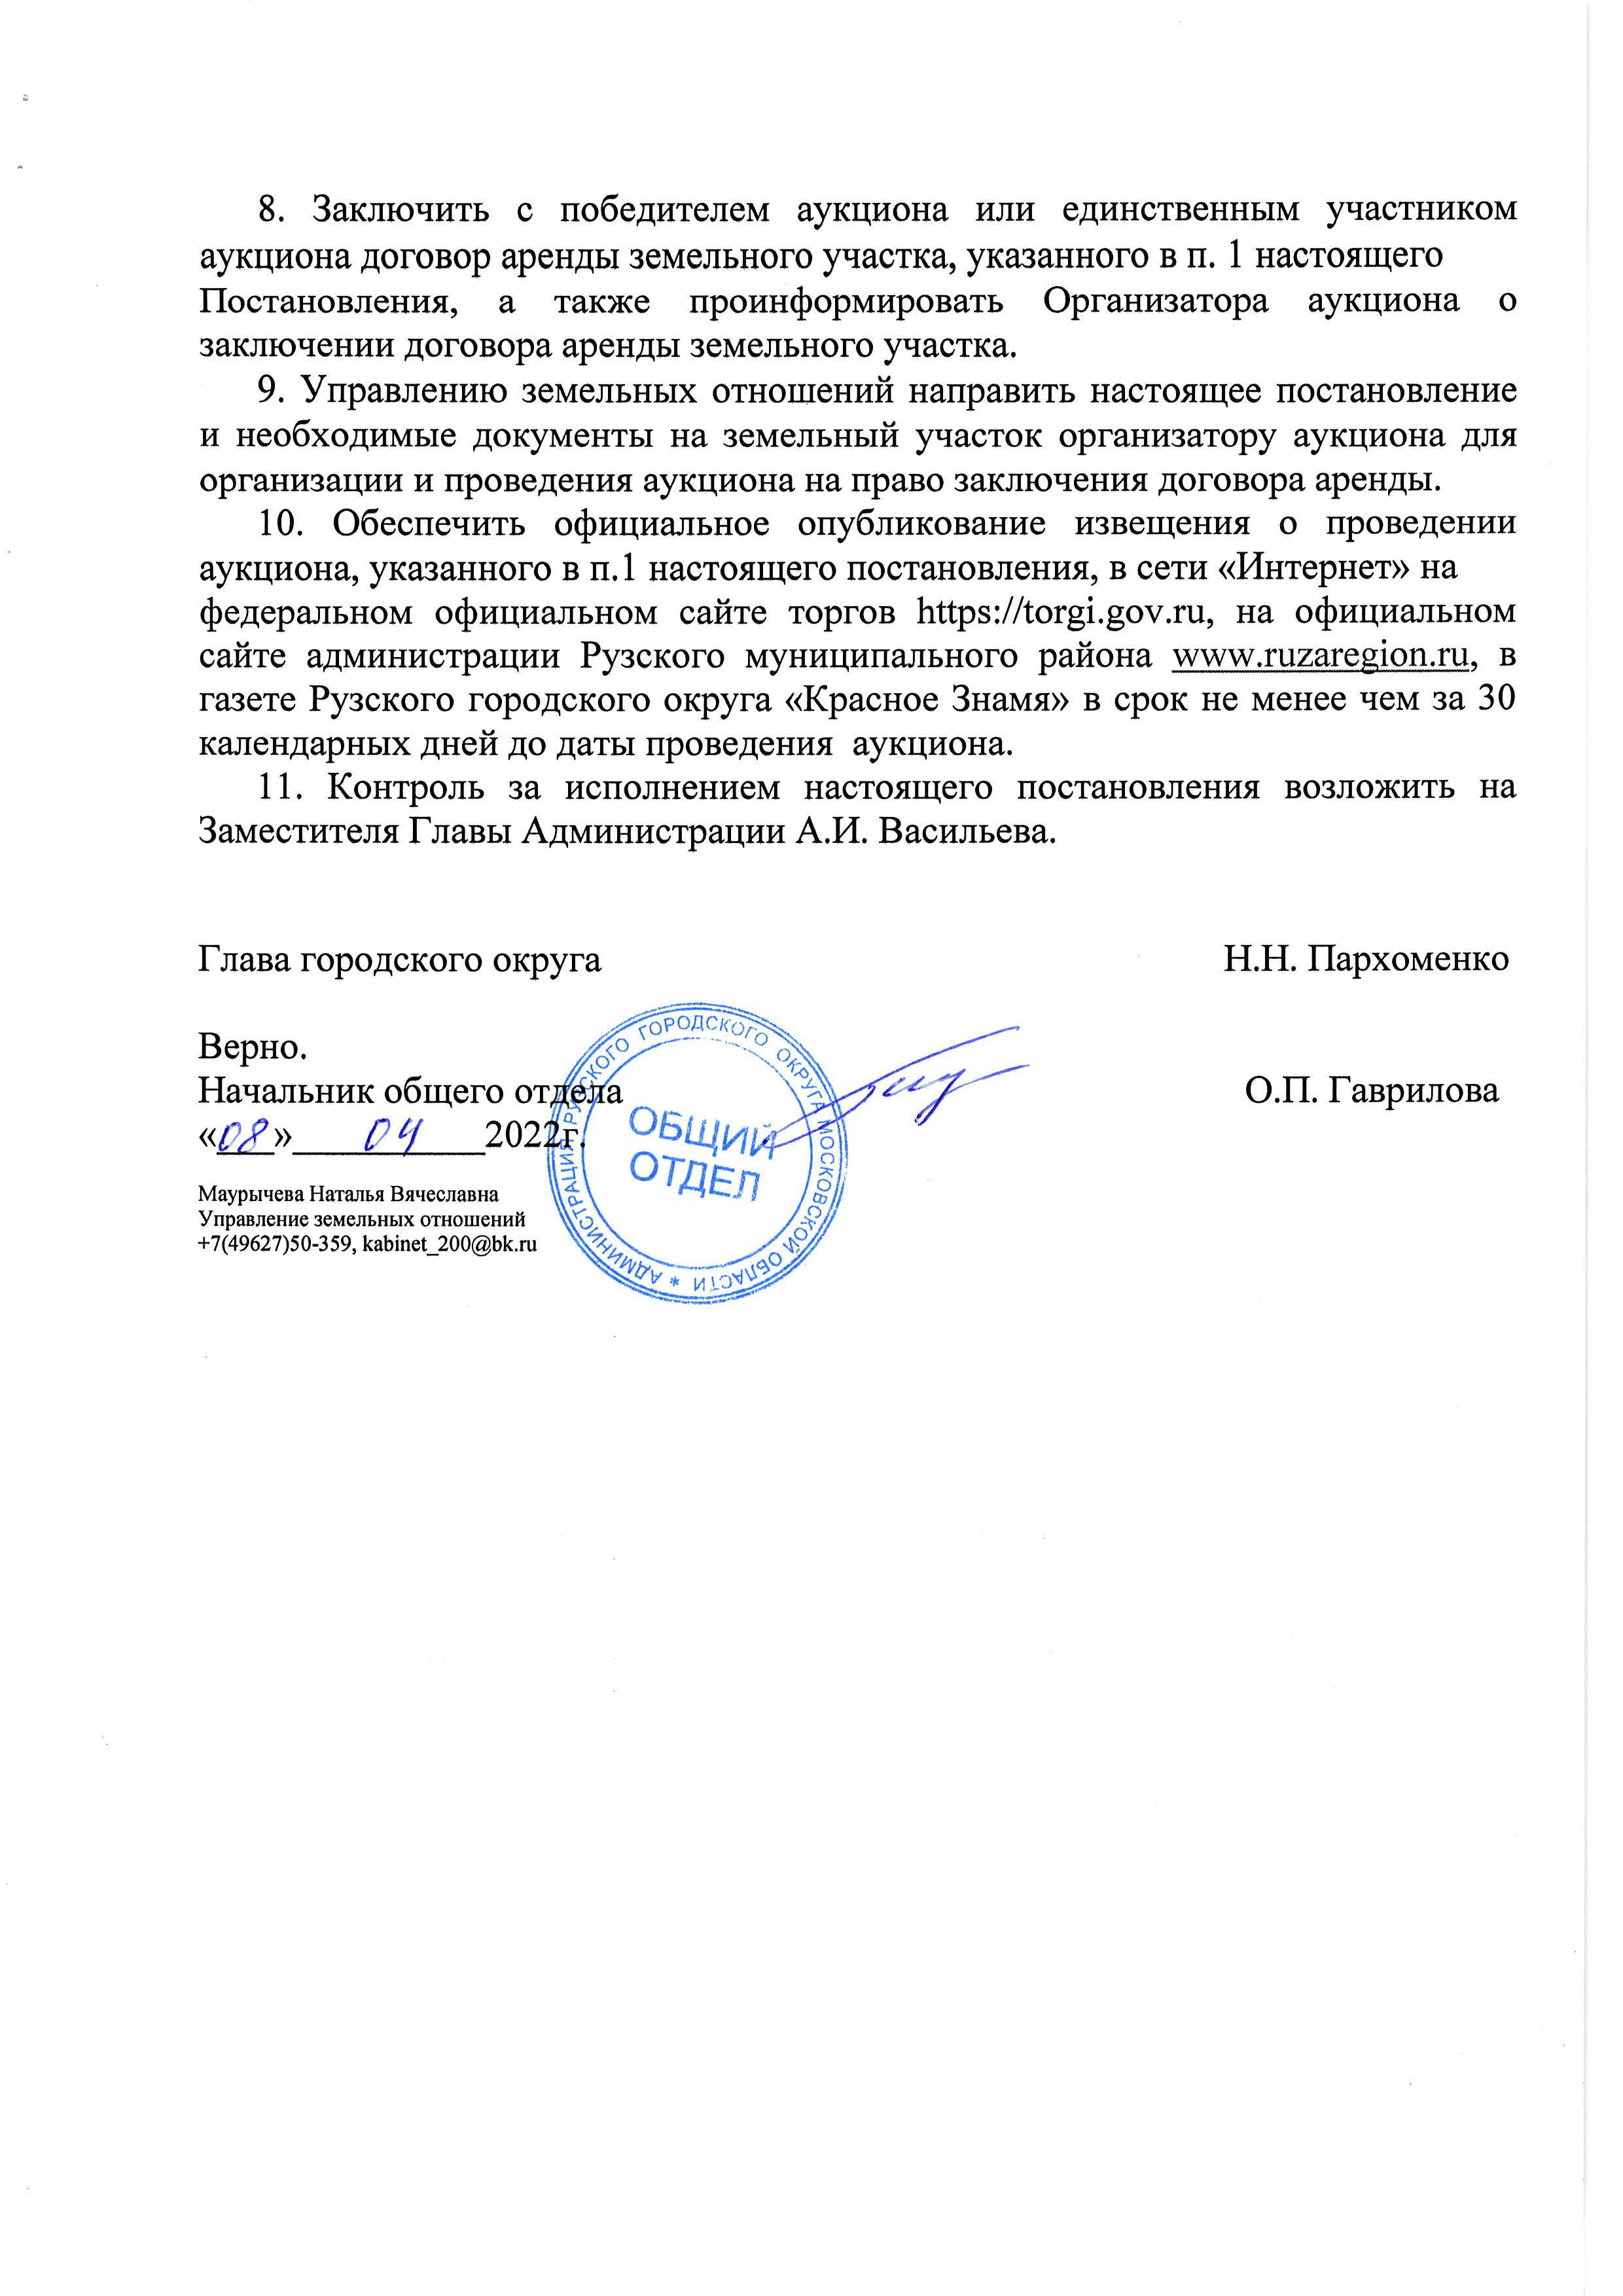 8. Заключить с победителем аукциона или единственным участником
аукциона договор аренды земельного участка, указанного в п. 1 настоящего
Постановления, а также проинформировать Организатора аукциона о
заключении договора аренды земельного участка.
9. Управлению земельных отношений направить настоящее постановление
и необходимые документы на земельный участок организатору аукциона для
организации и проведения аукциона на право заключения договора аренды.
10. Обеспечить официальное опубликование извещения о проведении
аукциона, указанного в п.1 настоящего постановления, в сети «Интернет» на
федеральном официальном сайте торгов https://torgi.gov.ru, на официальном
сайте администрации Рузского муниципального района www.ruzaregion.ru, в
газете Рузского городского округа «Красное Знамя» в срок не менее чем за 30
календарных дней до даты проведения аукциона.
11. Контроль за исполнением настоящего постановления возложить на
Заместителя Главы Администрации А.И. Васильева.
Глава городского округа Н.Н. Пархоменко
Верно.
Начальник общего отдела О.П. Гаврилова
«08» 04 2022г.
Маурычева Наталья Вячеславна
Управление земельных отношений
+7(49627)50-359, kabinet_200@bk.ru
* АДМИНИСТРАЦИЯ РУЗСКОГО ГОРОДСКОГО ОКРУГА МОСКОВСКОЙ ОБЛАСТИ
ОБЩИЙ
ОТДЕЛ